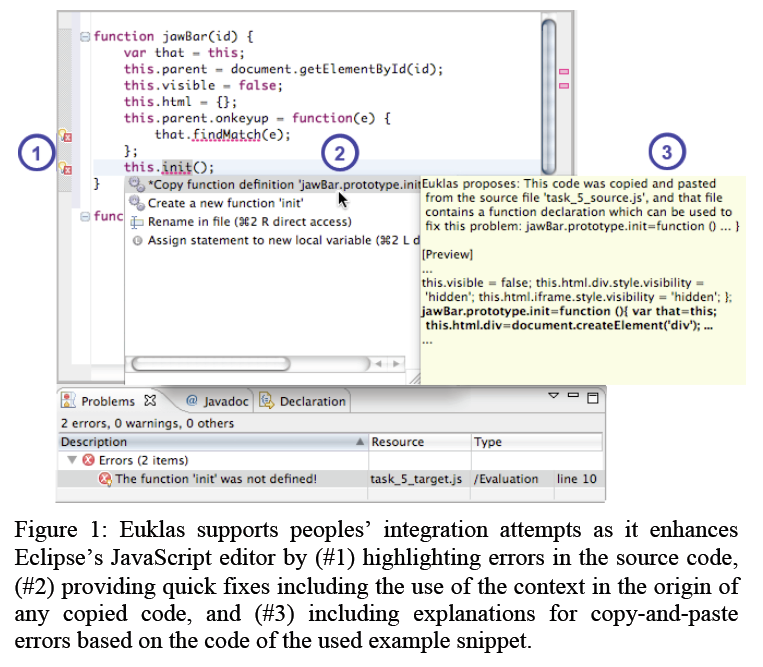 function jawBar(id) {
var that = this;
this.parent = document.getElementById(id);
this.visible = false;
this.html = {};
this.parent.onkeyup = function(e) {
that.findMatch(e);
};
this.init();
}
func
1
2
3
*Copy function definition 'jawBar.prototype.init
Create a new function 'init'
Rename in file (⌘2 R direct access)
Assign statement to new local variable (⌘2 L d
Euklas proposes: This code was copied and pasted
from the source file 'task_5_source.js', and that file
contains a function declaration which can be used to
fix this problem: jawBar.prototype.init=function () ... }
[Preview]
...
this.visible = false; this.html.div.style.visibility =
'hidden'; this.html.iframe.style.visibility = 'hidden'; };
jawBar.prototype.init=function (){ var that=this;
this.html.div=document.createElement('div'); ...
...
Problems @ Javadoc Declaration
2 errors, 0 warnings, 0 others
Description Resource Type
Errors (2 items)
The function 'init' was not defined! task_5_target.js /Evaluation line 10
Figure 1: Euklas supports peoples’ integration attempts as it enhances
Eclipse’s JavaScript editor by (#1) highlighting errors in the source code,
(#2) providing quick fixes including the use of the context in the origin of
any copied code, and (#3) including explanations for copy-and-paste
errors based on the code of the used example snippet.